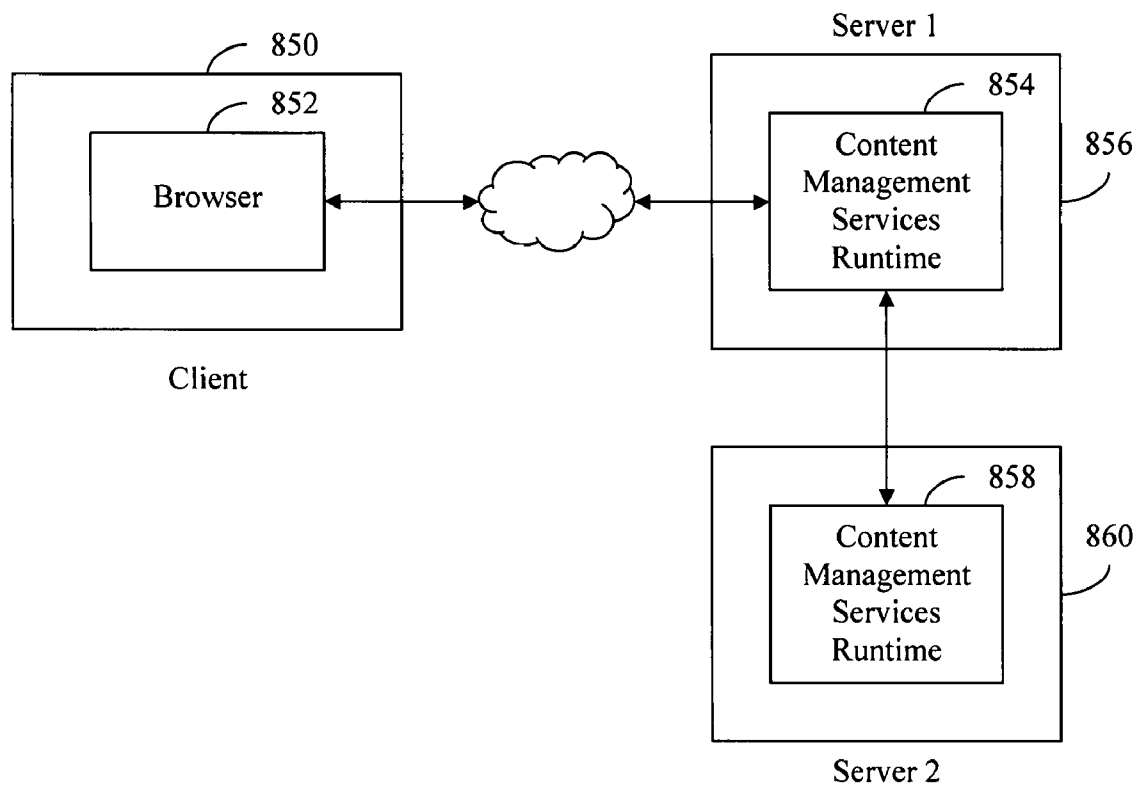 850
852
Browser
Client
Server 1
854
856
Content
Management
Services
Runtime
858
860
Content
Management
Services
Runtime
Server 2